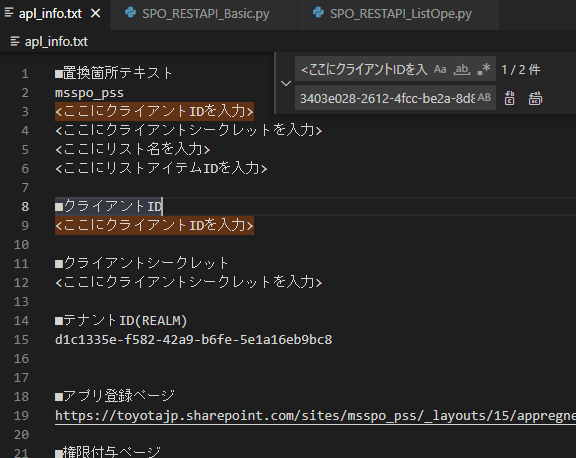 apl_info.txt
SPO_RESTAPI_Basic.py
SPO_RESTAPI_ListOpe.py
apl_info.txt
<ここにクライアントIDを入
Aa ab
1 / 2 件
3403e028-2612-4fcc-be2a-8d8
AB
1 ■置換箇所テキスト
2 msspo_pss
3 <ここにクライアントIDを入力>
4 <ここにクライアントシークレットを入力>
5 <ここにリスト名を入力>
6 <ここにリストアイテムIDを入力>
7
8 ■クライアントID
9 <ここにクライアントIDを入力>
10
11 ■クライアントシークレット
12 <ここにクライアントシークレットを入力>
13
14 ■テナントID(REALM)
15 d1c1335e-f582-42a9-b6fe-5e1a16eb9bc8
16
17
18 ■アプリ登録ページ
19 https://toyotajp.sharepoint.com/sites/msspo_pss/_layouts/15/appregne
20
21 ■権限付与ページ